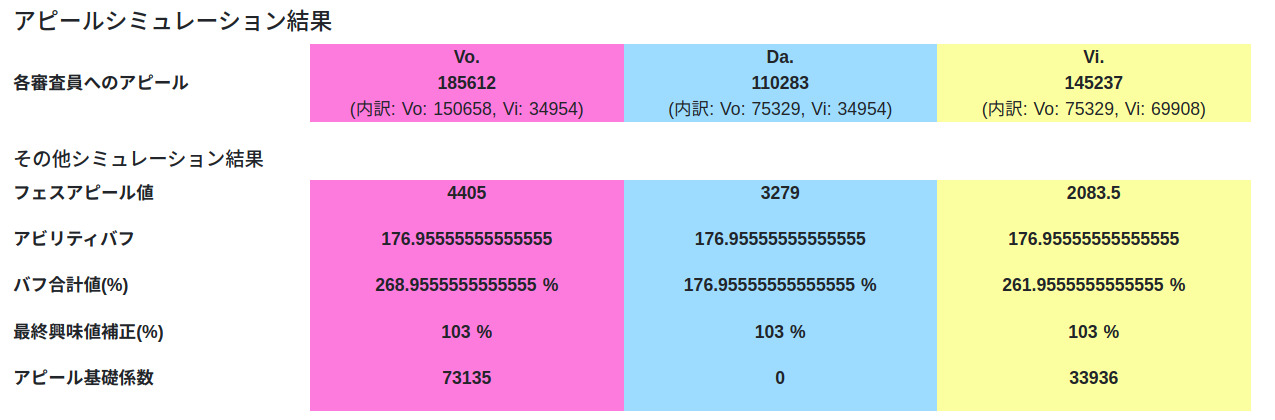 アピールシミュレーション結果
Vo. Da. Vi.
各審査員へのアピール 185612 110283 145237
(内訳: Vo: 150658, Vi: 34954) (内訳: Vo: 75329, Vi: 34954) (内訳: Vo: 75329, Vi: 69908)
その他シミュレーション結果
フェスアピール値 4405 3279 2083.5
アビリティバフ 176.95555555555555 176.95555555555555 176.95555555555555
バフ合計値(%) 268.9555555555555 % 176.95555555555555 % 261.9555555555555 %
最終興味値補正(%) 103 % 103 % 103 %
アピール基礎係数 73135 0 33936